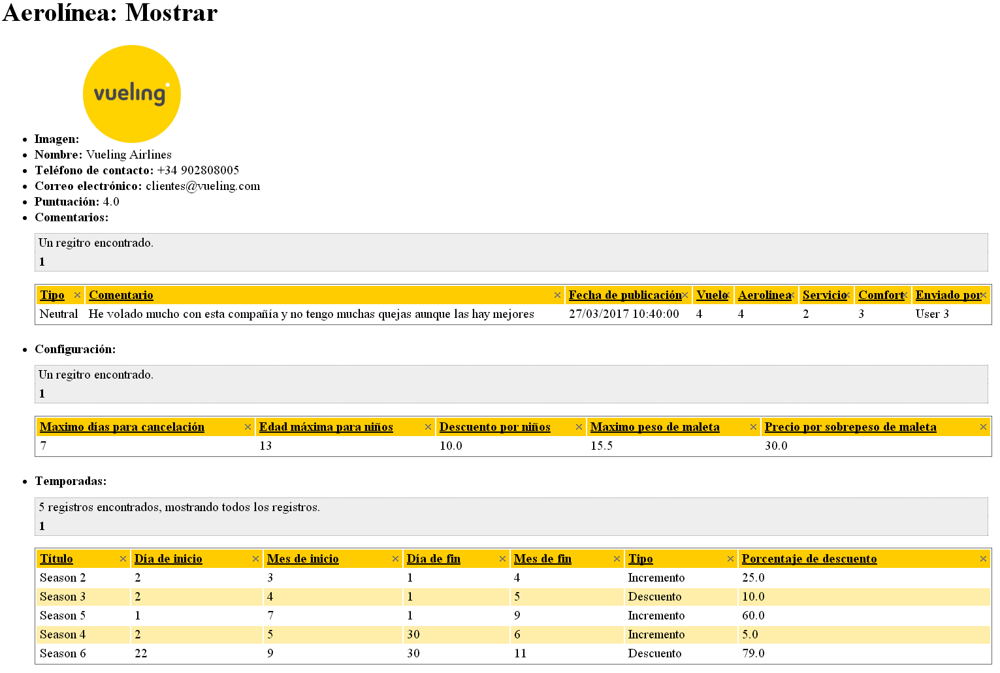 Aerolínea: Mostrar
vueling
Imagen:
Nombre: Vueling Airlines
Teléfono de contacto: +34 902808005
Correo electrónico: clientes@vueling.com
Puntuación: 4.0
Comentarios:
Un regitro encontrado.
1
Tipo Comentario Fecha de publicación Vuelo Aerolinea Servicio Comfort Enviado por
Neutral He volado mucho con esta compañía y no tengo muchas quejas aunque las hay mejores 27/03/2017 10:40:00 4 4 2 3 User 3
Configuración:
Un regitro encontrado.
1
Maximo días para cancelación Edad máxima para niños Descuento por niños Maximo peso de maleta Precio por sobrepeso de maleta
7 13 10.0 15.5 30.0
Temporadas:
5 registros encontrados, mostrando todos los registros.
1
Título Día de inicio Mes de inicio Día de fin Mes de fin Tipo Porcentaje de descuento
Season 2 2 3 1 4 Incremento 25.0
Season 3 2 4 1 5 Descuento 10.0
Season 5 1 7 1 9 Incremento 60.0
Season 4 2 5 30 6 Incremento 5.0
Season 6 22 9 30 11 Descuento 79.0